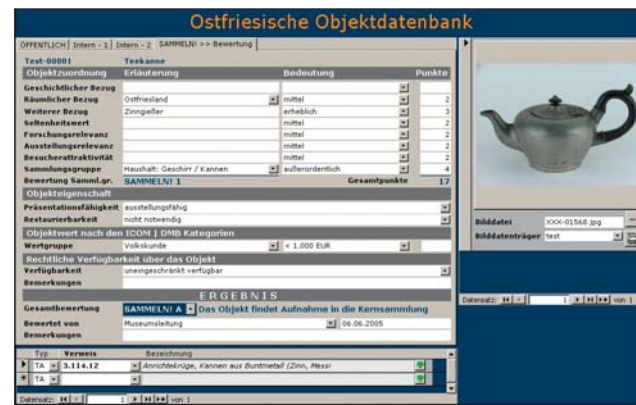 Ostfriesische Objektdatenbank
ÖFFENTLICH Intern - 1 Intern - 2 SAMMELN! >> Bewertung
Test-00001 Teekanne
Objektzuordnung Erläuterung Bedeutung Punkte
Geschichtlicher Bezug
Räumlicher Bezug Ostfriesland mittel 2
Weiterer Bezug Zinngießer erheblich 3
Seltenheitswert mittel 2
Forschungsrelevanz mittel 2
Ausstellungsrelevanz mittel 2
Besucherattraktivität mittel 2
Sammlungsgruppe Haushalt: Geschirr / Kannen außerordentlich 4
Bewertung Samml.gr. SAMMELN! 1 Gesamtpunkte 17
Objekteigenschaft
Präsentationsfähigkeit ausstellungsfähig
Restaurierbarkeit nicht notwendig
Objektwert nach den ICOM | DMB Kategorien
Wertgruppe Volkskunde < 1.000 EUR
Rechtliche Verfügbarkeit über das Objekt
Verfügbarkeit uneingeschränkt verfügbar
Bemerkungen
ERGEBNIS
Gesamtbewertung SAMMELN! A Das Objekt findet Aufnahme in die Kernsammlung
Bewertet von Museumsleitung 06.06.2005
Bemerkungen
Typ Verweis Bezeichnung
TA 3.114.12 Anrichtekrüge, Kannen aus Buntmetall (Zinn, Messi
TA
Datensatz: 1 von 1
Bilddatei XXX-01568.jpg
Bilddatenträger test
Datensatz: 1 von 1